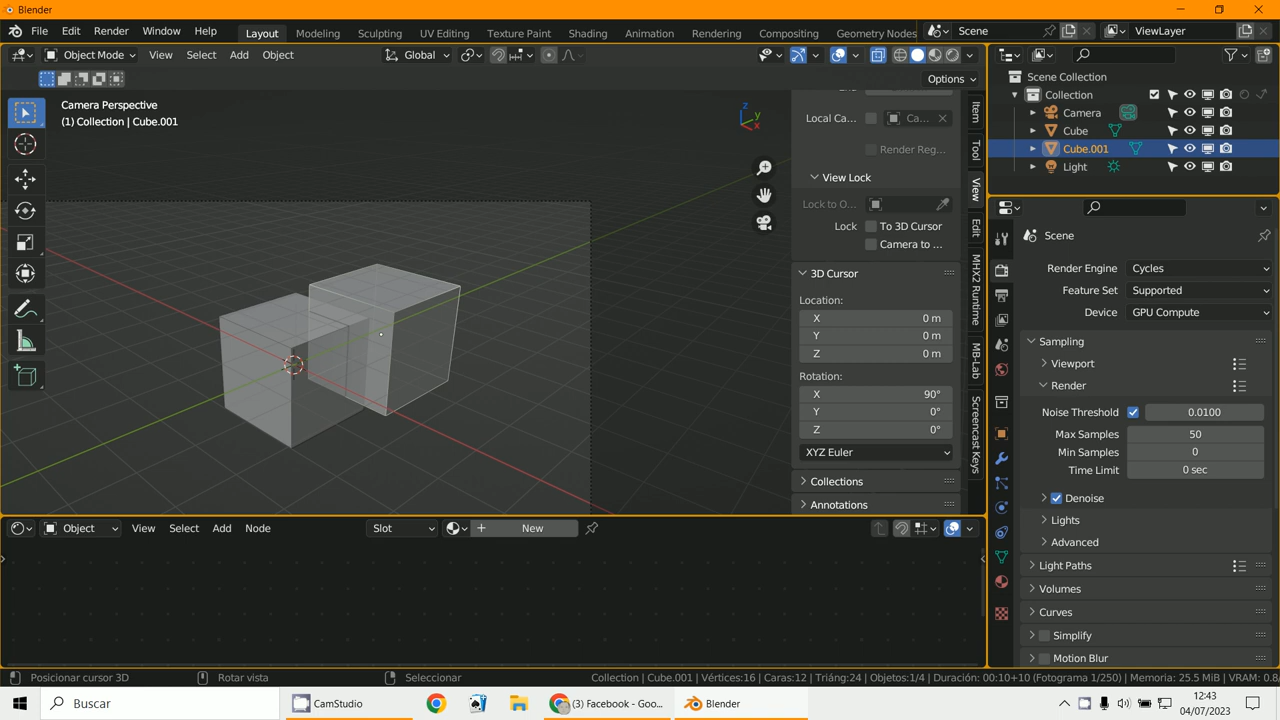 Blender
File Edit Render Window Help Layout Modeling Sculpting UV Editing Texture Paint Shading Animation Rendering Compositing Geometry Nodes Scene ViewLayer
Object Mode View Select Add Object Global
Options
Camera Perspective
(1) Collection | Cube.001
Z
Y
X
Local Ca...
Ca...
Render Reg...
View Lock
Lock to O...
Lock To 3D Cursor
Camera to ...
3D Cursor
Location:
X 0 m
Y 0 m
Z 0 m
Rotation:
X 90°
Y 0°
Z 0°
XYZ Euler
Collections
Annotations
Item
Tool
View
Edit
MHX2 Runtime
MB-Lab
Screencast Keys
Scene Collection
Collection
Camera
Cube
Cube.001
Light
Scene
Render Engine Cycles
Feature Set Supported
Device GPU Compute
Sampling
Viewport
Render
Noise Threshold 0.0100
Max Samples 50
Min Samples 0
Time Limit 0 sec
Denoise
Lights
Advanced
Light Paths
Volumes
Curves
Simplify
Motion Blur
Object View Select Add Node Slot New
Posicionar cursor 3D Rotar vista Seleccionar Collection | Cube.001 | Vértices:16 | Caras:12 | Triáng:24 | Objetos:1/4 | Duración: 00:10+10 (Fotograma 1/250) | Memoria: 25.5 MiB | VRAM: 0.8/
Buscar CamStudio (3) Facebook - Goo... Blender
12:43
04/07/2023